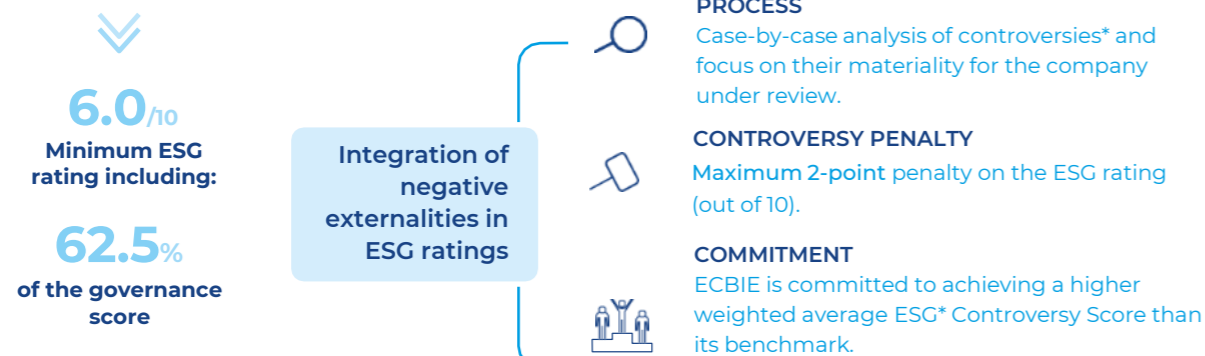 6.0/10
Minimum ESG
rating including:
62.5%
of the governance
score
Integration of
negative
externalities in
ESG ratings
PROCESS
Case-by-case analysis of controversies* and
focus on their materiality for the company
under review.
CONTROVERSY PENALTY
Maximum 2-point penalty on the ESG rating
(out of 10).
COMMITMENT
ECBIE is committed to achieving a higher
weighted average ESG* Controversy Score than
its benchmark.